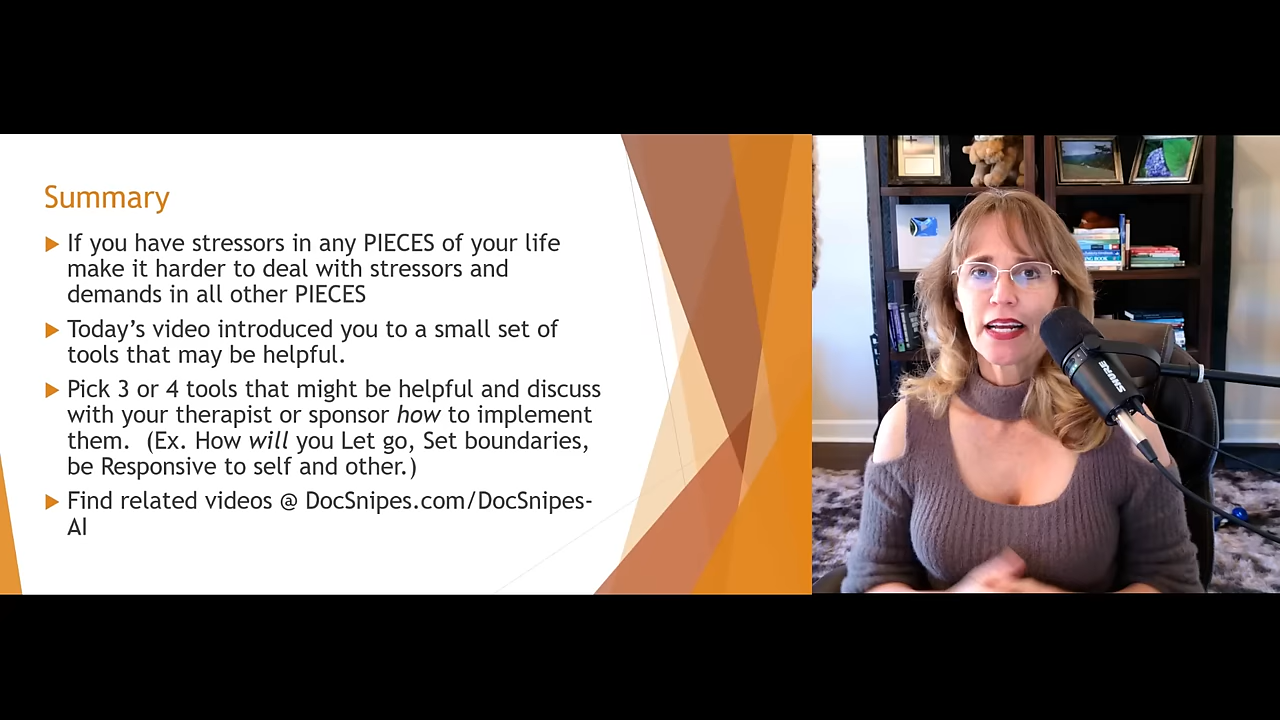 Summary
If you have stressors in any PIECES of your life
make it harder to deal with stressors and
demands in all other PIECES
Today’s video introduced you to a small set of
tools that may be helpful.
Pick 3 or 4 tools that might be helpful and discuss
with your therapist or sponsor how to implement
them.  (Ex. How will you Let go, Set boundaries,
be Responsive to self and other.)
Find related videos @ DocSnipes.com/DocSnipes-
AI
SHURE